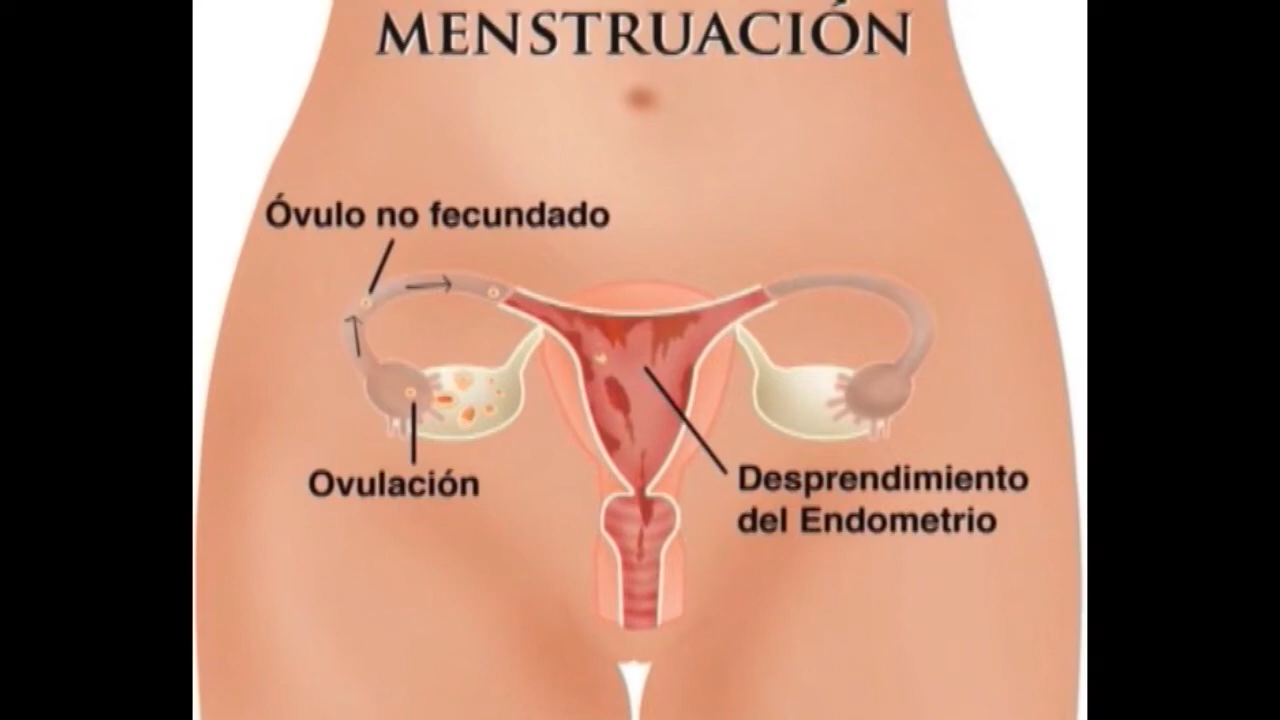 MENSTRUACIÓN
Óvulo no fecundado
Ovulación
Desprendimiento
del Endometrio